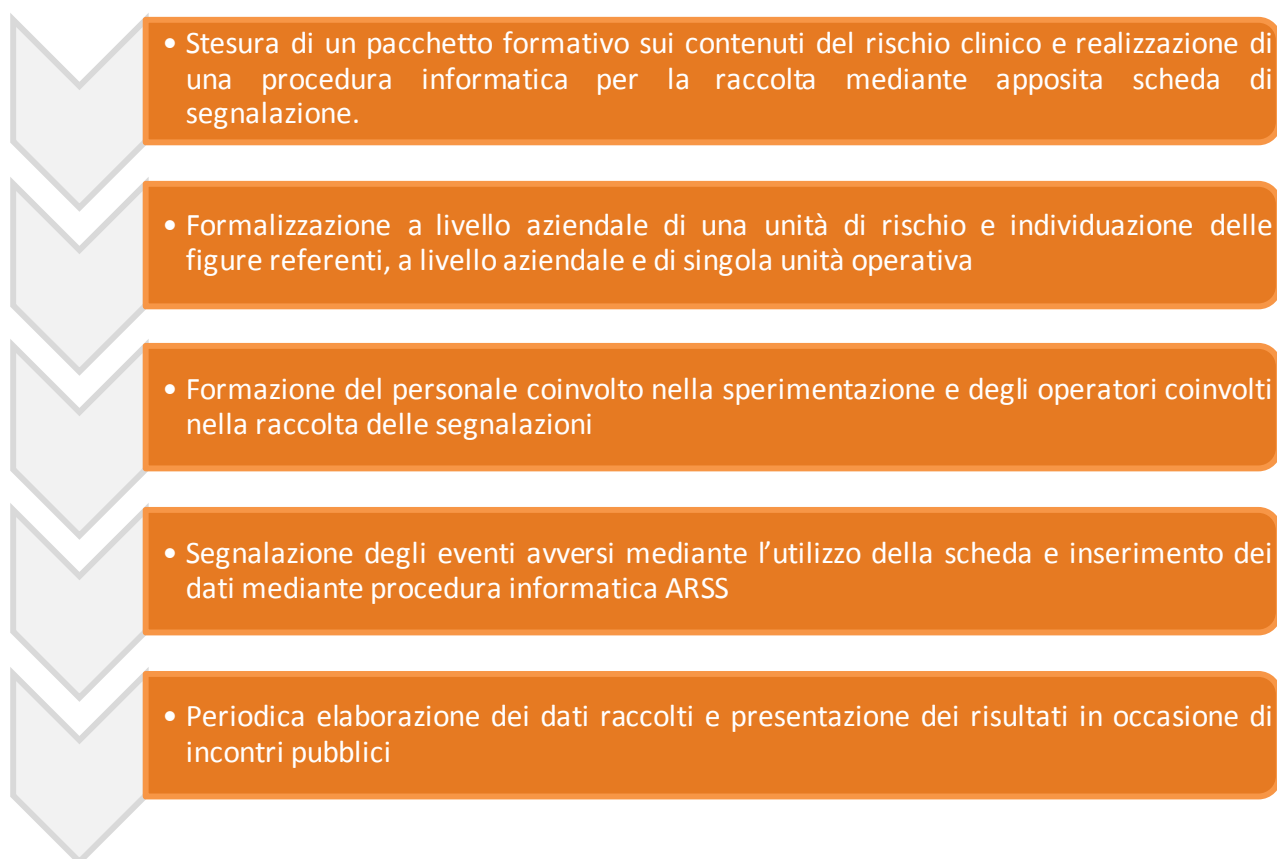 • Stesura di un pacchetto formativo sui contenuti del rischio clinico e realizzazione di
una procedura informatica per la raccolta mediante apposita scheda di
segnalazione.
• Formalizzazione a livello aziendale di una unità di rischio e individuazione delle
figure referenti, a livello aziendale e di singola unità operativa
• Formazione del personale coinvolto nella sperimentazione e degli operatori coinvolti
nella raccolta delle segnalazioni
• Segnalazione degli eventi avversi mediante l’utilizzo della scheda e inserimento dei
dati mediante procedura informatica ARSS
• Periodica elaborazione dei dati raccolti e presentazione dei risultati in occasione di
incontri pubblici